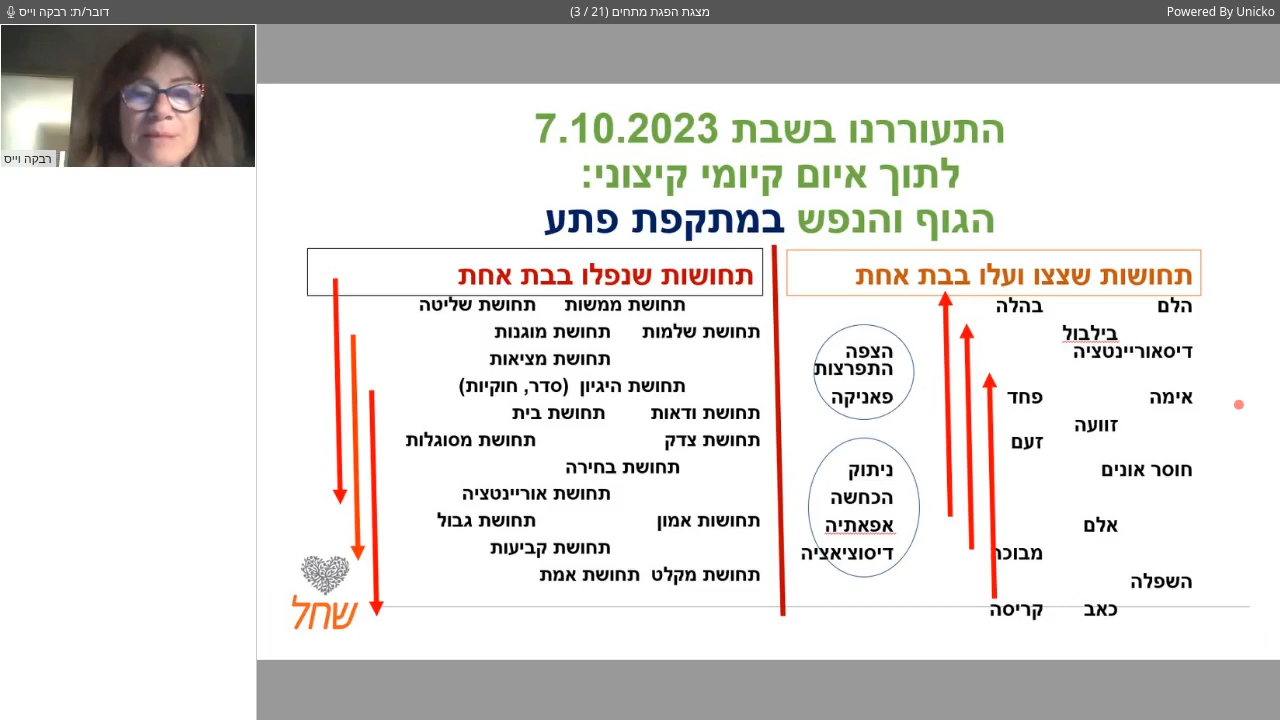 דובר/ת: רבקה וייס
מצגת הפגת מתחים (21 / 3)
Powered By Unicko
רבקה וייס
התעוררנו בשבת 7.10.2023
לתוך איום קיומי קיצוני:
הגוף והנפש במתקפת פתע
תחושות שצצו ועלו בבת אחת
הלם בהלה
בילבול
דיסאוריינטציה
אימה פחד
זוועה
זעם
חוסר אונים
אלם
מבוכה
השפלה
כאב קריסה
הצפה
התפרצות
פאניקה
ניתוק
הכחשה
אפאתיה
דיסוציאציה
תחושות שנפלו בבת אחת
תחושת ממשות תחושת שליטה
תחושת שלמות תחושת מוגנות
תחושת מציאות
תחושת היגיון (סדר, חוקיות)
תחושת ודאות תחושת בית
תחושת צדק תחושת מסוגלות
תחושת בחירה
תחושת אוריינטציה
תחושות אמון תחושת גבול
תחושת קביעות
תחושת מקלט תחושת אמת
שחל